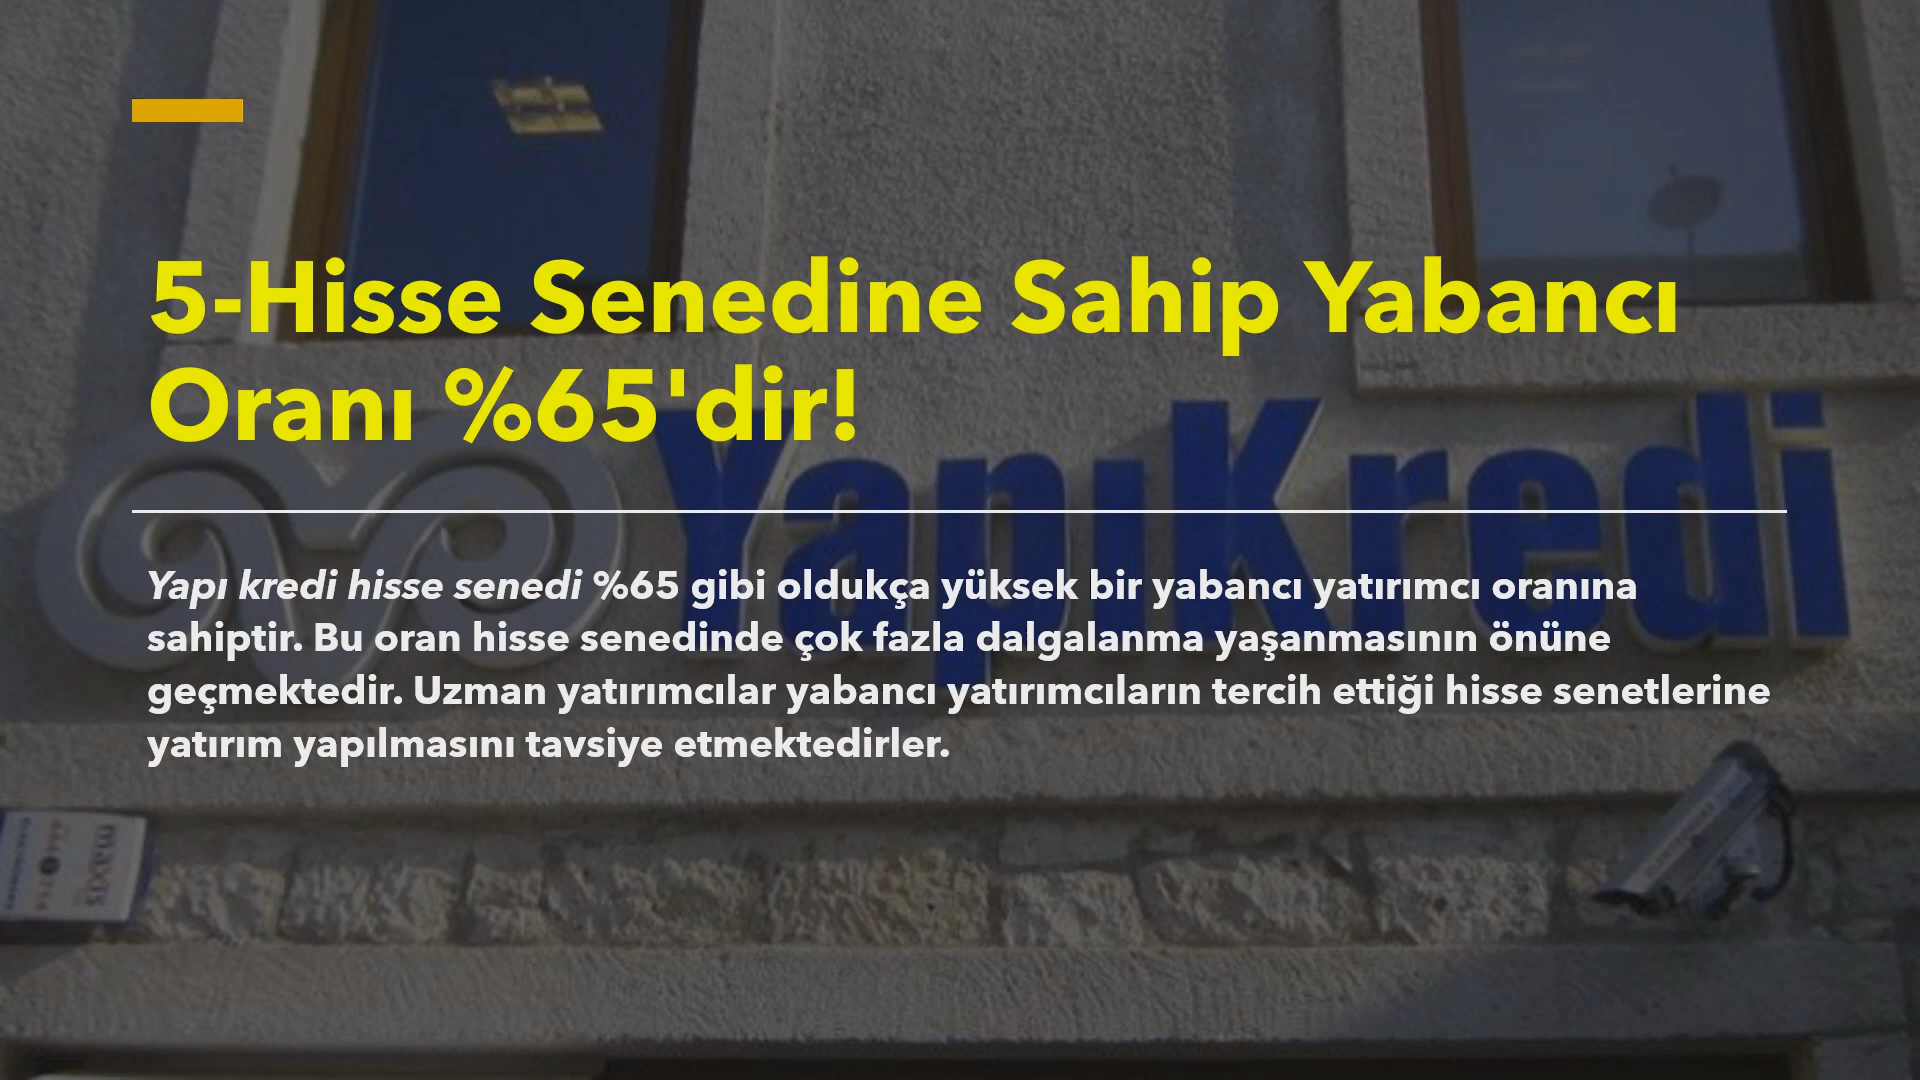 5-Hisse Senedine Sahip Yabancı
Oranı %65'dir!
YapıKredi
Yapı kredi hisse senedi %65 gibi oldukça yüksek bir yabancı yatırımcı oranına
sahiptir. Bu oran hisse senedinde çok fazla dalgalanma yaşanmasının önüne
geçmektedir. Uzman yatırımcılar yabancı yatırımcıların tercih ettiği hisse senetlerine
yatırım yapılmasını tavsiye etmektedirler.
maxis